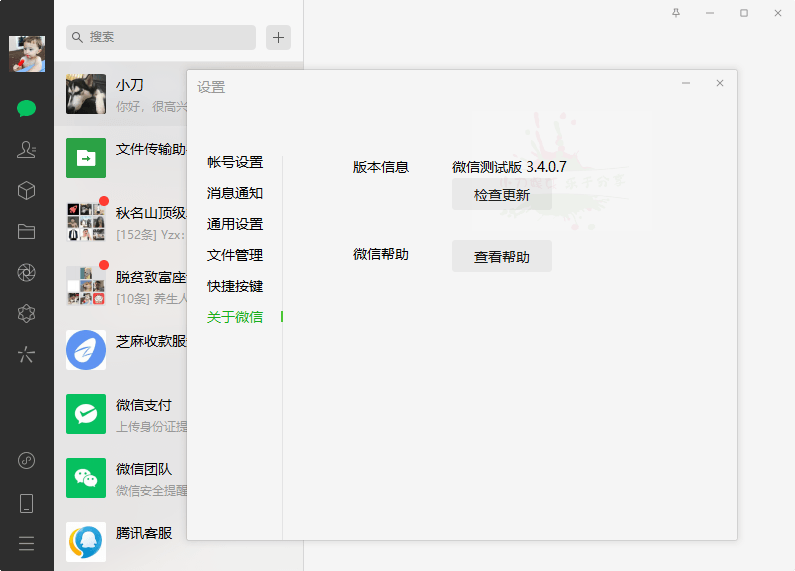 搜索
小刀
你好，很高兴
文件传输助
秋名山顶级
[152条] Yzx:
脱贫致富座
[10条] 养生人
芝麻收款服
微信支付
上传身份证提
微信团队
微信安全提醒
腾讯客服
设置
帐号设置
消息通知
通用设置
文件管理
快捷按键
关于微信
版本信息
微信测试版 3.4.0.7
检查更新
微信帮助
查看帮助